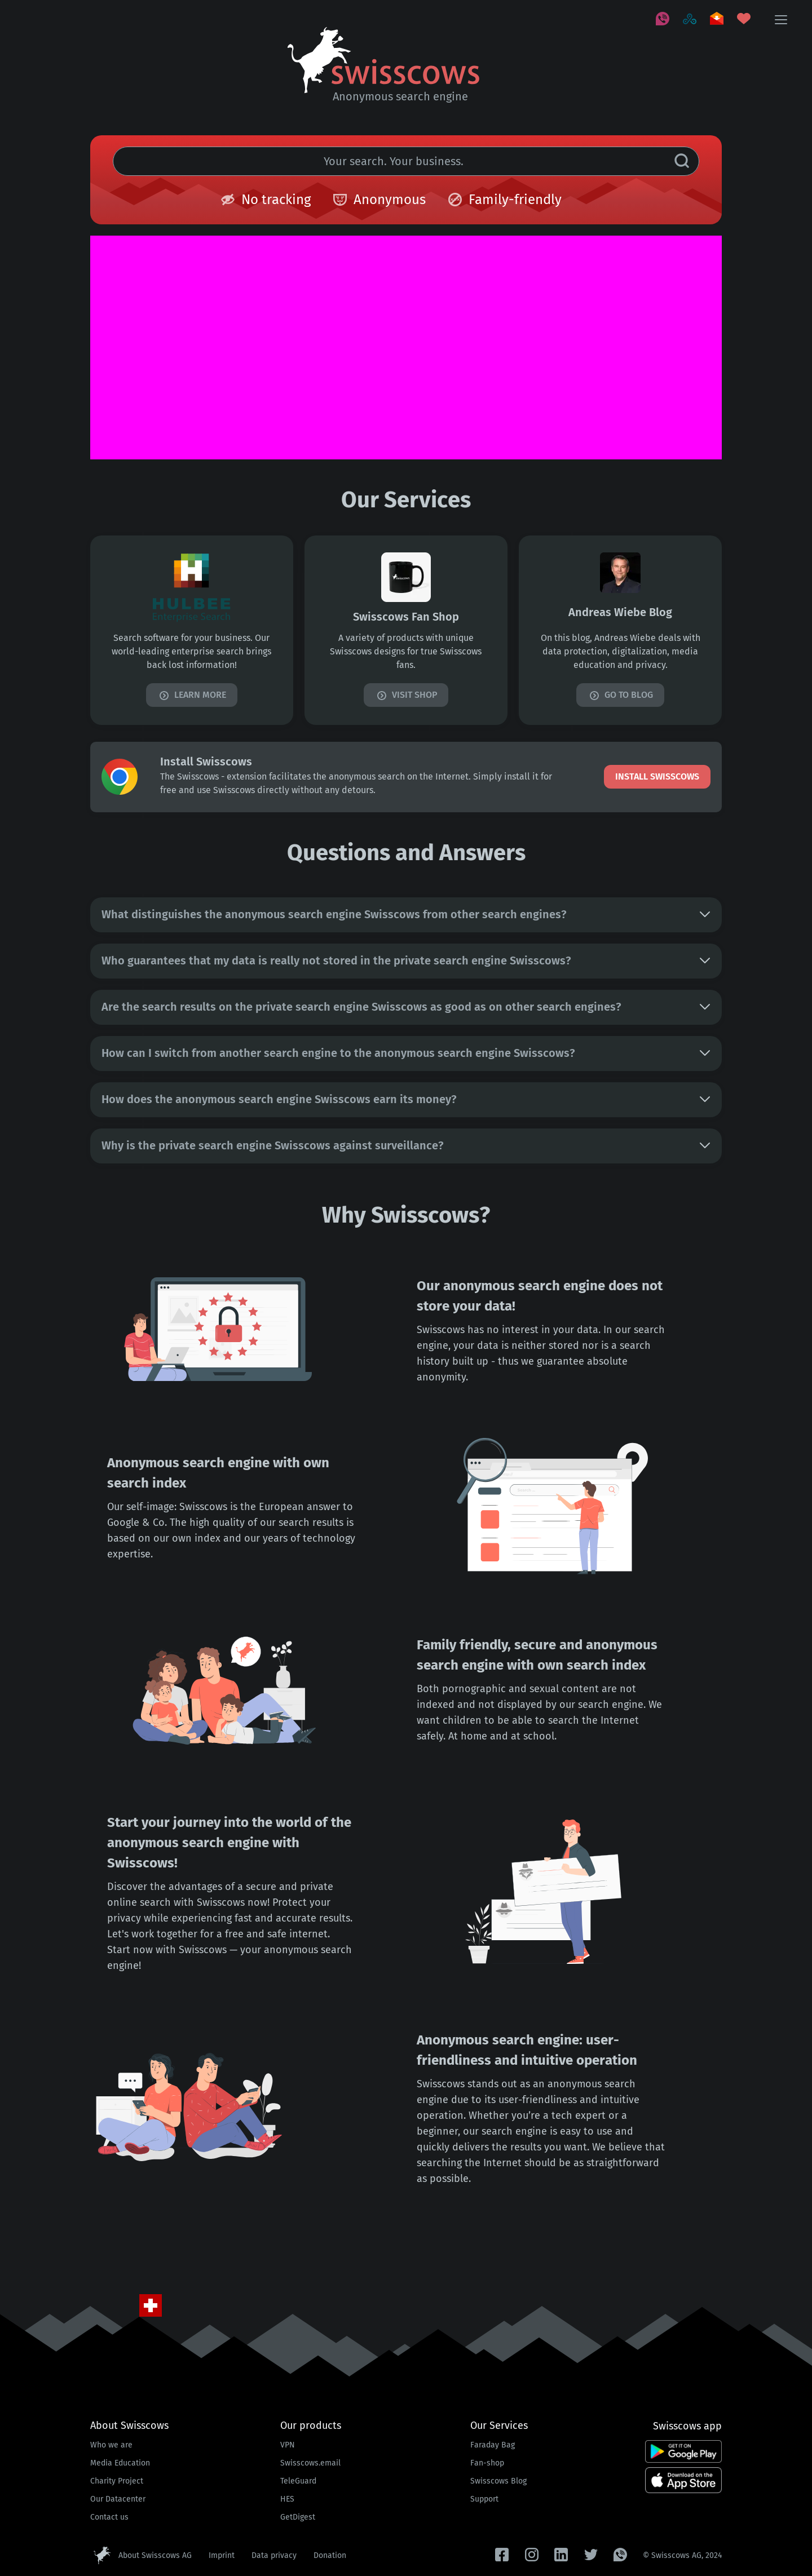 swisscows
Anonymous search engine
Your search. Your business.
No tracking
Anonymous
Family-friendly
Our Services
H
HULBEE
Enterprise Search
Search software for your business. Our
world-leading enterprise search brings
back lost information!
LEARN MORE
Swisscows Fan Shop
A variety of products with unique
Swisscows designs for true Swisscows
fans.
VISIT SHOP
Andreas Wiebe Blog
On this blog, Andreas Wiebe deals with
data protection, digitalization, media
education and privacy.
GO TO BLOG
Install Swisscows
The Swisscows - extension facilitates the anonymous search on the Internet. Simply install it for
free and use Swisscows directly without any detours.
INSTALL SWISSCOWS
Questions and Answers
What distinguishes the anonymous search engine Swisscows from other search engines?
Who guarantees that my data is really not stored in the private search engine Swisscows?
Are the search results on the private search engine Swisscows as good as on other search engines?
How can I switch from another search engine to the anonymous search engine Swisscows?
How does the anonymous search engine Swisscows earn its money?
Why is the private search engine Swisscows against surveillance?
Why Swisscows?
Our anonymous search engine does not
store your data!
Swisscows has no interest in your data. In our search
engine, your data is neither stored nor is a search
history built up - thus we guarantee absolute
anonymity.
Anonymous search engine with own
search index
Our self-image: Swisscows is the European answer to
Google & Co. The high quality of our search results is
based on our own index and our years of technology
expertise.
Family friendly, secure and anonymous
search engine with own search index
Both pornographic and sexual content are not
indexed and not displayed by our search engine. We
want children to be able to search the Internet
safely. At home and at school.
Start your journey into the world of the
anonymous search engine with
Swisscows!
Discover the advantages of a secure and private
online search with Swisscows now! Protect your
privacy while experiencing fast and accurate results.
Let's work together for a free and safe internet.
Start now with Swisscows — your anonymous search
engine!
Anonymous search engine: user-
friendliness and intuitive operation
Swisscows stands out as an anonymous search
engine due to its user-friendliness and intuitive
operation. Whether you're a tech expert or a
beginner, our search engine is easy to use and
quickly delivers the results you want. We believe that
searching the Internet should be as straightforward
as possible.
About Swisscows
Who we are
Media Education
Charity Project
Our Datacenter
Contact us
Our products
VPN
Swisscows.email
TeleGuard
HES
GetDigest
Our Services
Faraday Bag
Fan-shop
Swisscows Blog
Support
Swisscows app
GET IT ON
Google Play
Download on the
App Store
About Swisscows AG
Imprint
Data privacy
Donation
© Swisscows AG, 2024